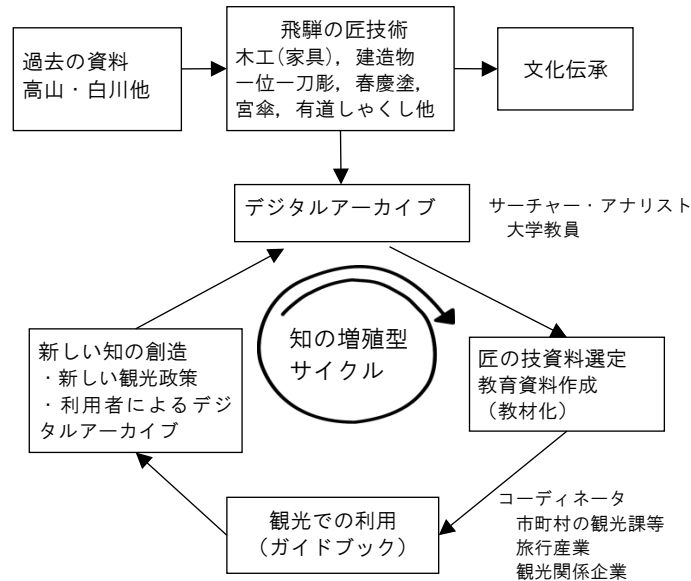 過去の資料
高山・白川他
飛騨の匠技術
木工(家具)，建造物
一位一刀彫，春慶塗，
宮傘，有道しゃくし他
文化伝承
デジタルアーカイブ
サーチャー・アナリスト
大学教員
知の増殖型
サイクル
匠の技資料選定
教育資料作成
（教材化）
コーディネータ
市町村の観光課等
旅行産業
観光関係企業
観光での利用
（ガイドブック）
新しい知の創造
・新しい観光政策
・利用者によるデジ
タルアーカイブ